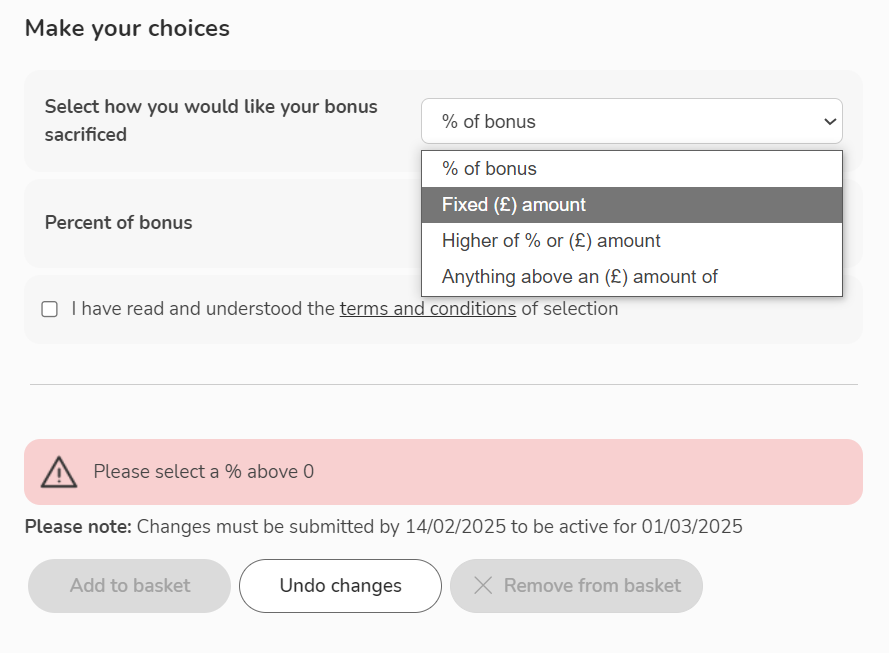 Make your choices
Select how you would like your bonus
sacrificed
% of bonus
% of bonus
Fixed (£) amount
Higher of % or (£) amount
Anything above an (£) amount of
Percent of bonus
I have read and understood the terms and conditions of selection
Please select a % above 0
Please note: Changes must be submitted by 14/02/2025 to be active for 01/03/2025
Add to basket
Undo changes
Remove from basket